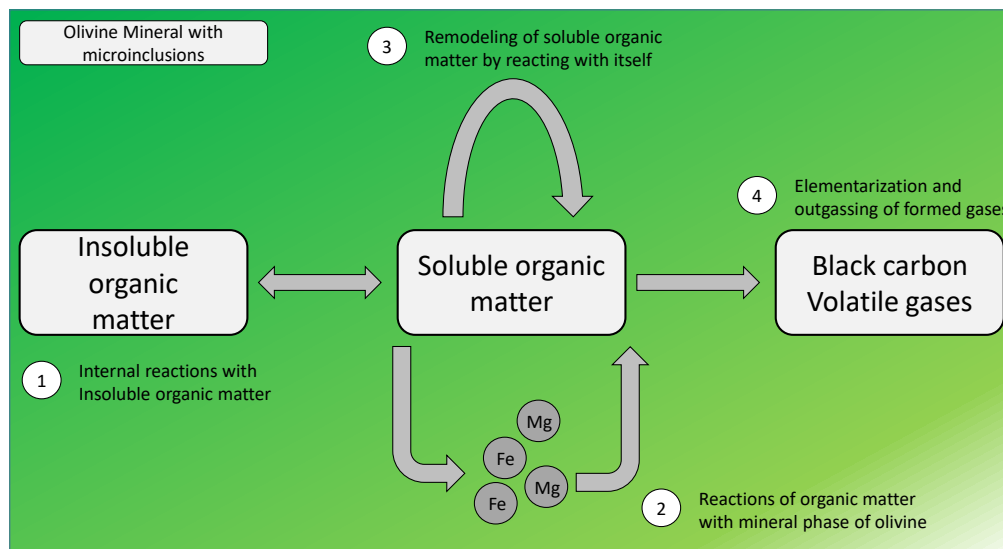 Olivine Mineral with
microinclusions
3
Remodeling of soluble organic
matter by reacting with itself
4
Elementarization and
outgassing of formed gases
Insoluble
organic
matter
Soluble organic
matter
Black carbon
Volatile gases
1
Internal reactions with
Insoluble organic matter
Mg
Fe
Mg
Fe
2
Reactions of organic matter
with mineral phase of olivine